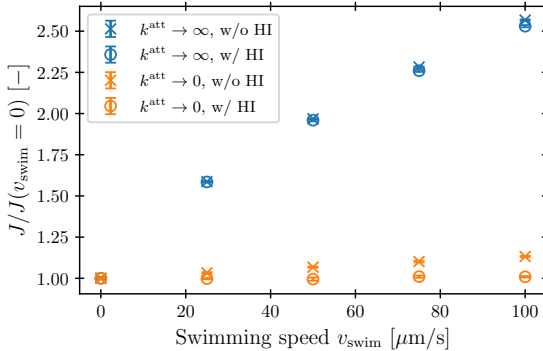 2.50
2.25
2.00
1.75
1.50
1.25
1.00
J/J(v_swim = 0) [−]
k^att → ∞, w/o HI
k^att → ∞, w/ HI
k^att → 0, w/o HI
k^att → 0, w/ HI
0 20 40 60 80 100
Swimming speed v_swim [μm/s]